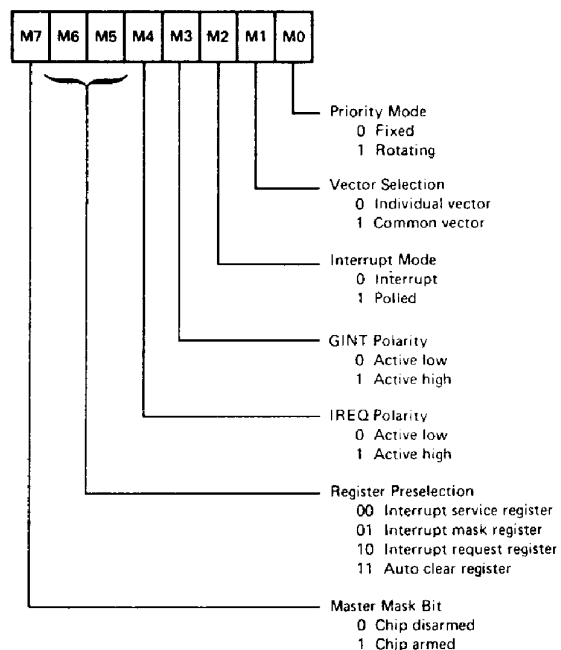 M7 M6 M5 M4 M3 M2 M1 M0
Priority Mode
0 Fixed
1 Rotating
Vector Selection
0 Individual vector
1 Common vector
Interrupt Mode
0 Interrupt
1 Polled
GINT Polarity
0 Active low
1 Active high
IREQ Polarity
0 Active low
1 Active high
Register Preselection
00 Interrupt service register
01 Interrupt mask register
10 Interrupt request register
11 Auto clear register
Master Mask Bit
0 Chip disarmed
1 Chip armed